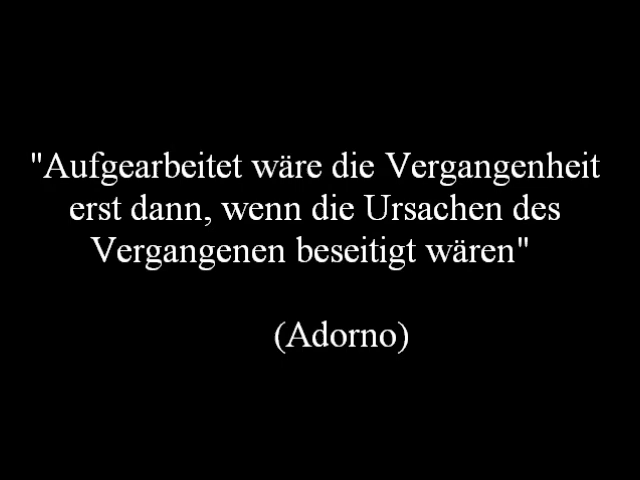 "Aufgearbeitet wäre die Vergangenheit
erst dann, wenn die Ursachen des
Vergangenen beseitigt wären"
(Adorno)